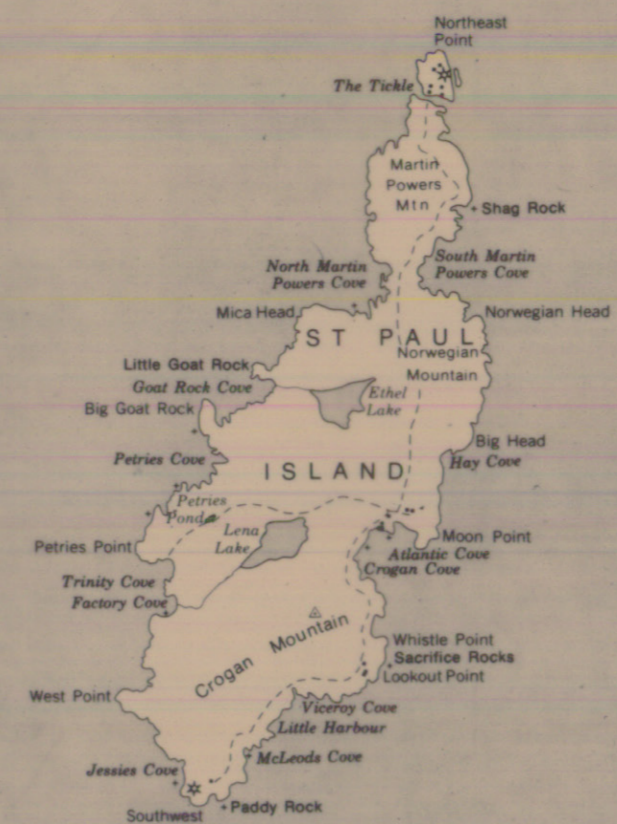 Northeast
Point
The Tickle
Martin
Powers
Mtn
Shag Rock
South Martin
Powers Cove
North Martin
Powers Cove
Mica Head
Norwegian Head
ST PAUL
Norwegian
Mountain
Little Goat Rock
Goat Rock Cove
Ethel
Lake
Big Goat Rock
Big Head
Petries Cove
Hay Cove
ISLAND
Petries
Pond
Lena
Lake
Moon Point
Petries Point
Atlantic Cove
Crogan Cove
Trinity Cove
Factory Cove
Crogan Mountain
Whistle Point
Sacrifice Rocks
Lookout Point
West Point
Viceroy Cove
Little Harbour
McLeods Cove
Jessies Cove
Paddy Rock
Southwest